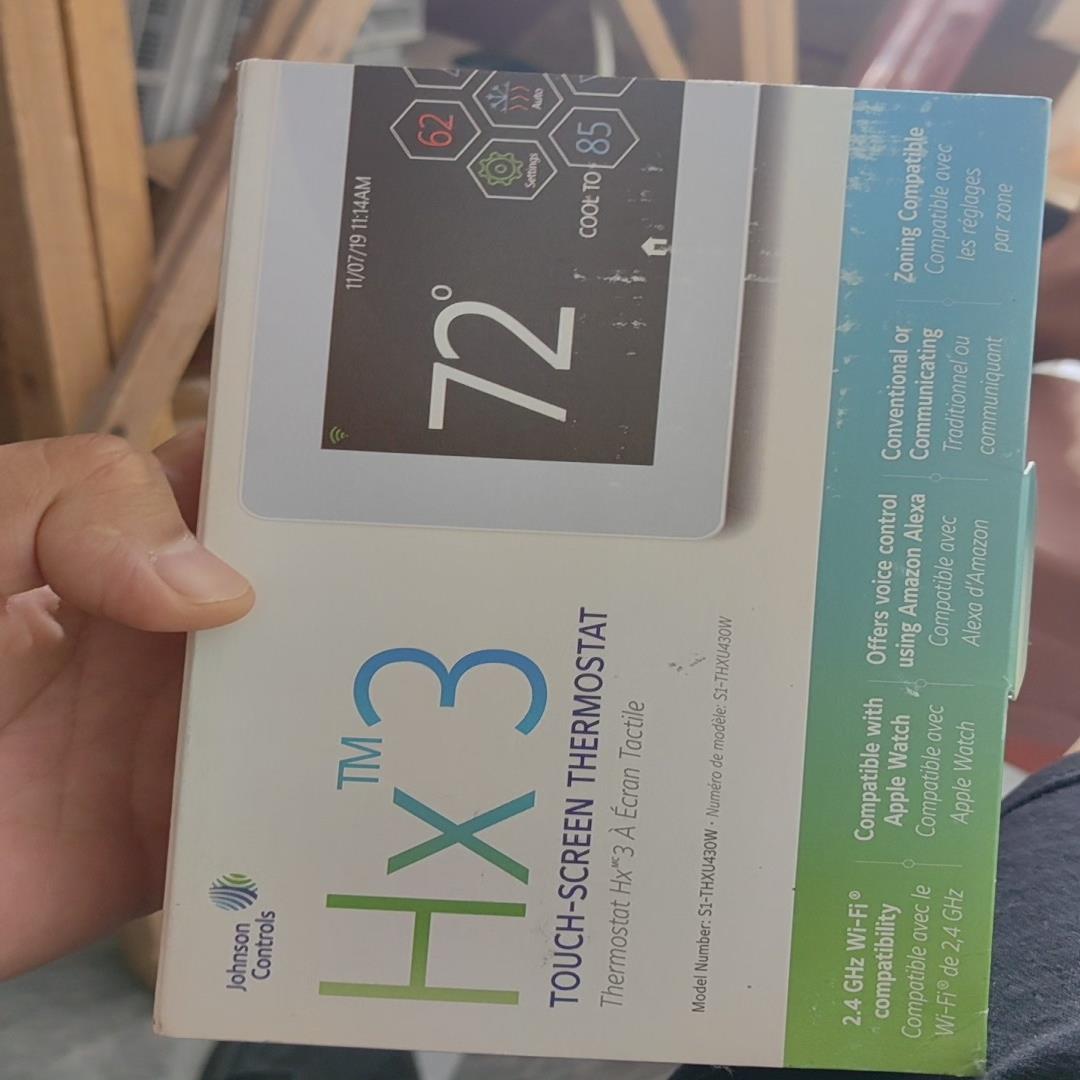 Johnson
Controls
Hx™3
TOUCH-SCREEN THERMOSTAT
Thermostat Hxᴹᶜ3 À Écran Tactile
Model Number: S1-THXU430W · Numéro de modèle: S1-THXU430W
11/07/19 11:14AM
72°
62
Auto
Settings
85
COOL TO
2.4 GHz Wi-Fi®
compatibility
Compatible avec le
Wi-Fi® de 2,4 GHz
Compatible with
Apple Watch
Compatible avec
Apple Watch
Offers voice control
using Amazon Alexa
Compatible avec
Alexa d'Amazon
Conventional or
Communicating
Traditionnel ou
communiquant
Zoning Compatible
Compatible avec
les réglages
par zone